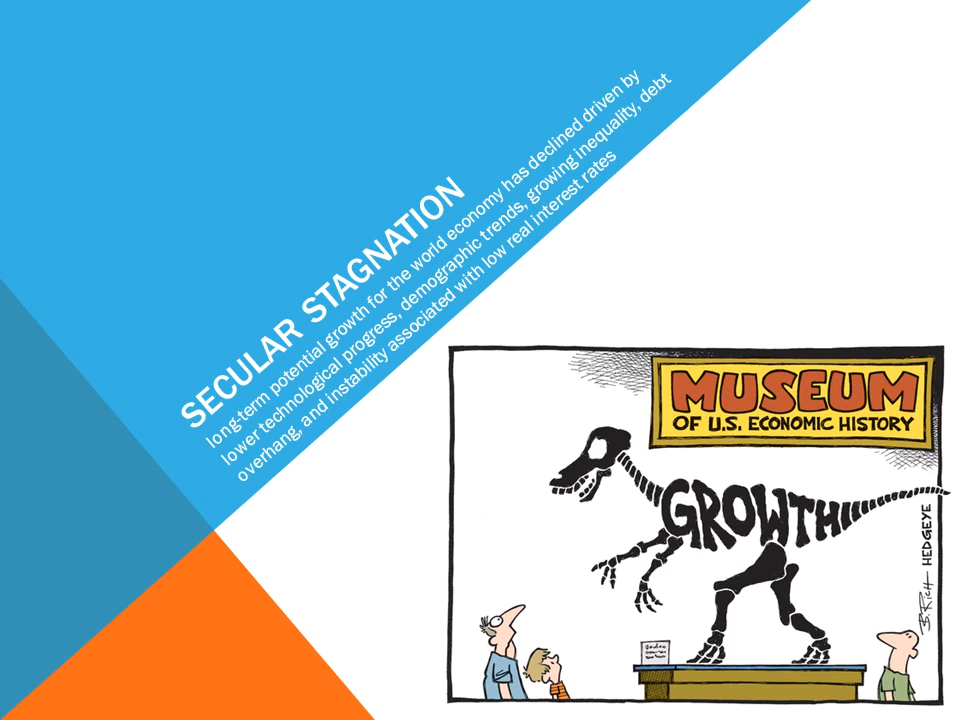 SECULAR STAGNATION
long-term potential growth for the world economy has declined driven by
lower technological progress, demographic trends, growing inequality, debt
overhang, and instability associated with low real interest rates
MUSEUM
OF U.S. ECONOMIC HISTORY
GROWTH
B. Rich HEDGEYE